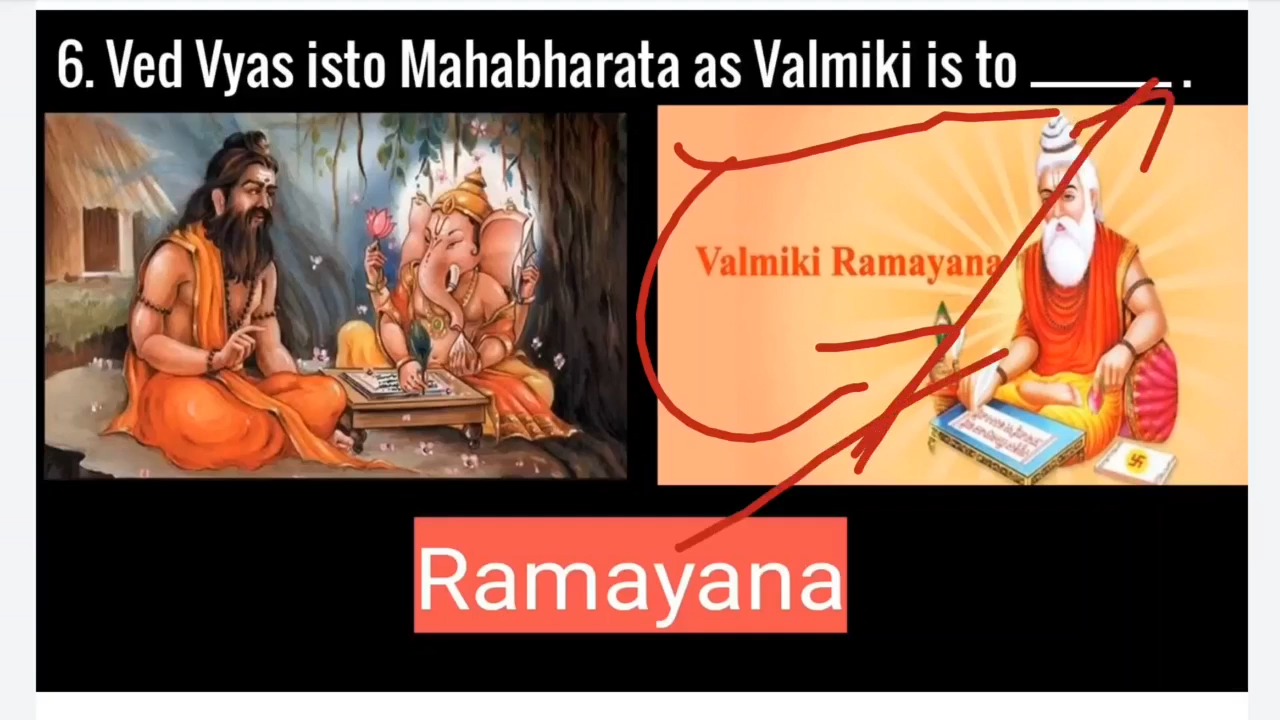 6. Ved Vyas isto Mahabharata as Valmiki is to ______ .
Valmiki Ramayana
Ramayana